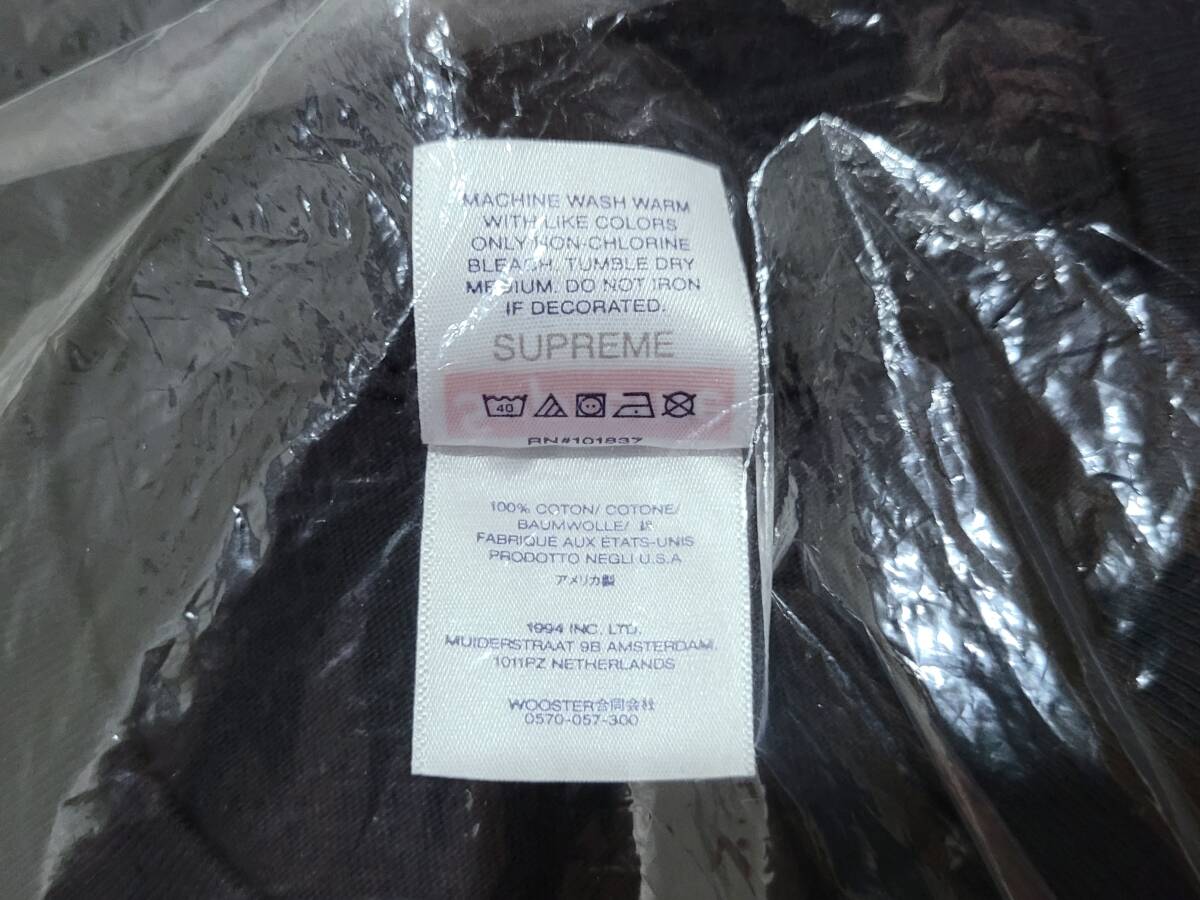 MACHINE WASH WARM
WITH LIKE COLORS
ONLY NON-CHLORINE
BLEACH. TUMBLE DRY
MEDIUM. DO NOT IRON
IF DECORATED.
SUPREME
40
RN#101837
100% COTON/ COTONE/
BAUMWOLLE/ 綿
FABRIQUE AUX ÉTATS-UNIS
PRODOTTO NEGLI U.S.A
アメリカ製
1994 INC. LTD.
MUIDERSTRAAT 9B AMSTERDAM,
1011PZ NETHERLANDS
WOOSTER合同会社
0570-057-300